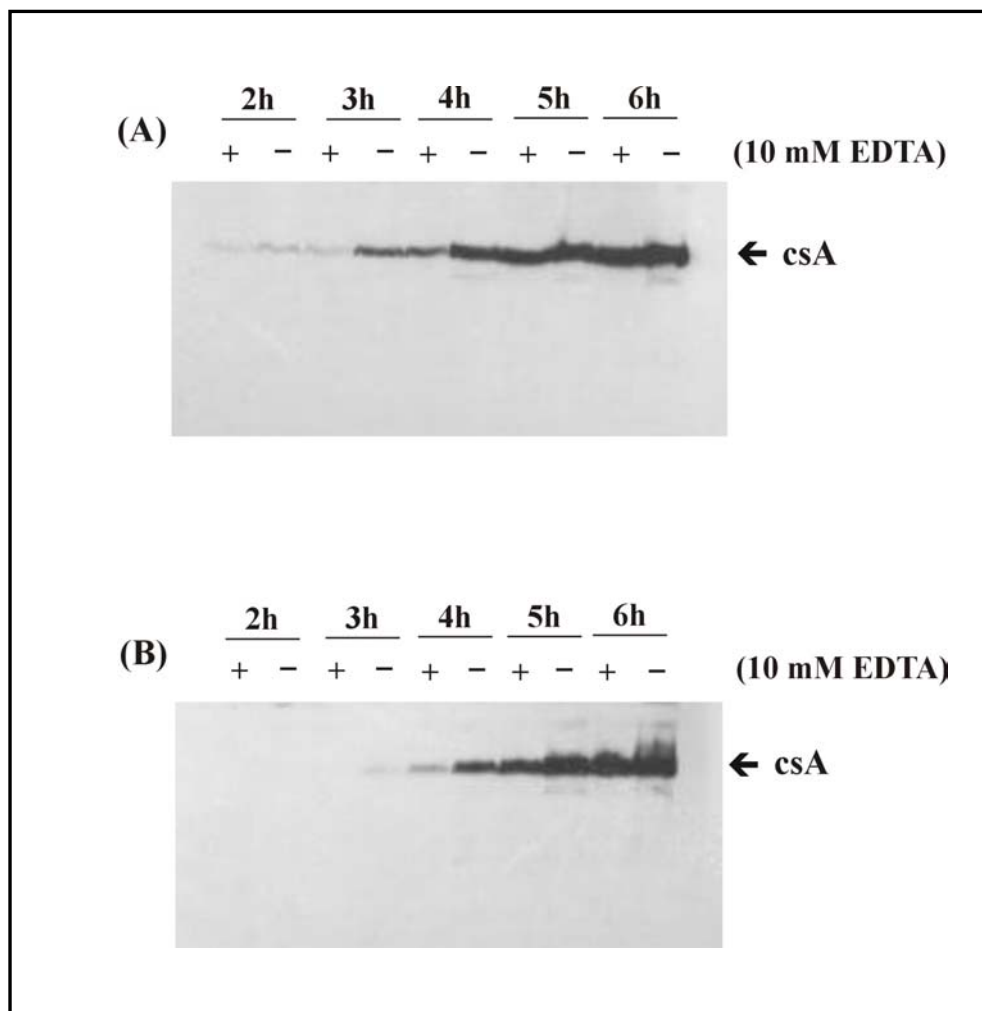 2h 3h 4h 5h 6h
(A)
+ − + − + − + − + − (10 mM EDTA)
← csA
2h 3h 4h 5h 6h
(B)
+ − + − + − + − + − (10 mM EDTA)
← csA